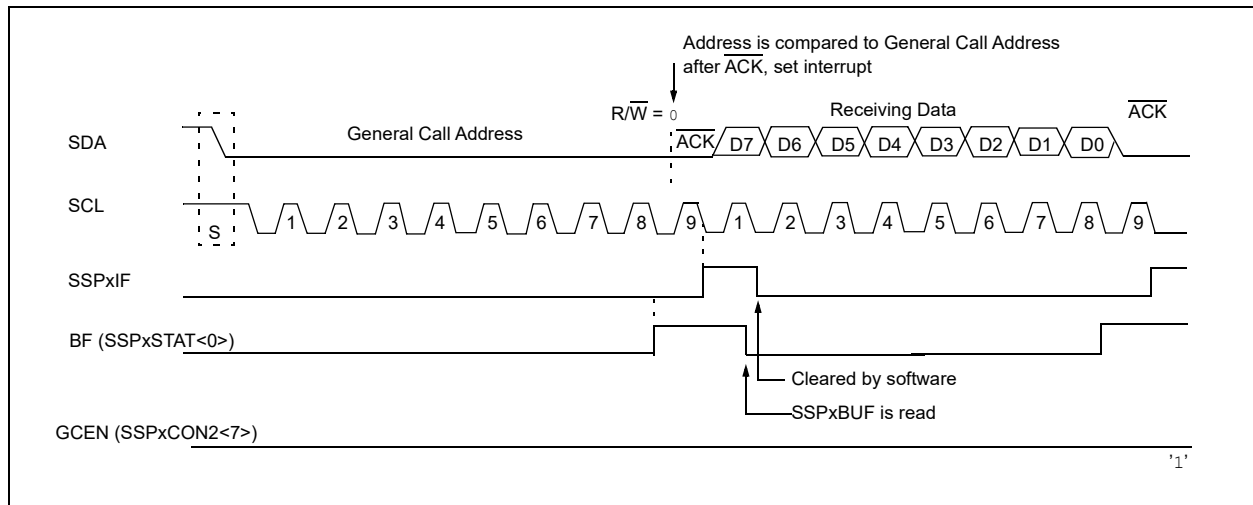 Address is compared to General Call Address
after ACK, set interrupt
R/W = 0
Receiving Data
ACK
General Call Address
SDA
ACK D7 D6 D5 D4 D3 D2 D1 D0
SCL
S
1 2 3 4 5 6 7 8 9 1 2 3 4 5 6 7 8 9
SSPxIF
BF (SSPxSTAT<0>)
Cleared by software
SSPxBUF is read
GCEN (SSPxCON2<7>)
'1'